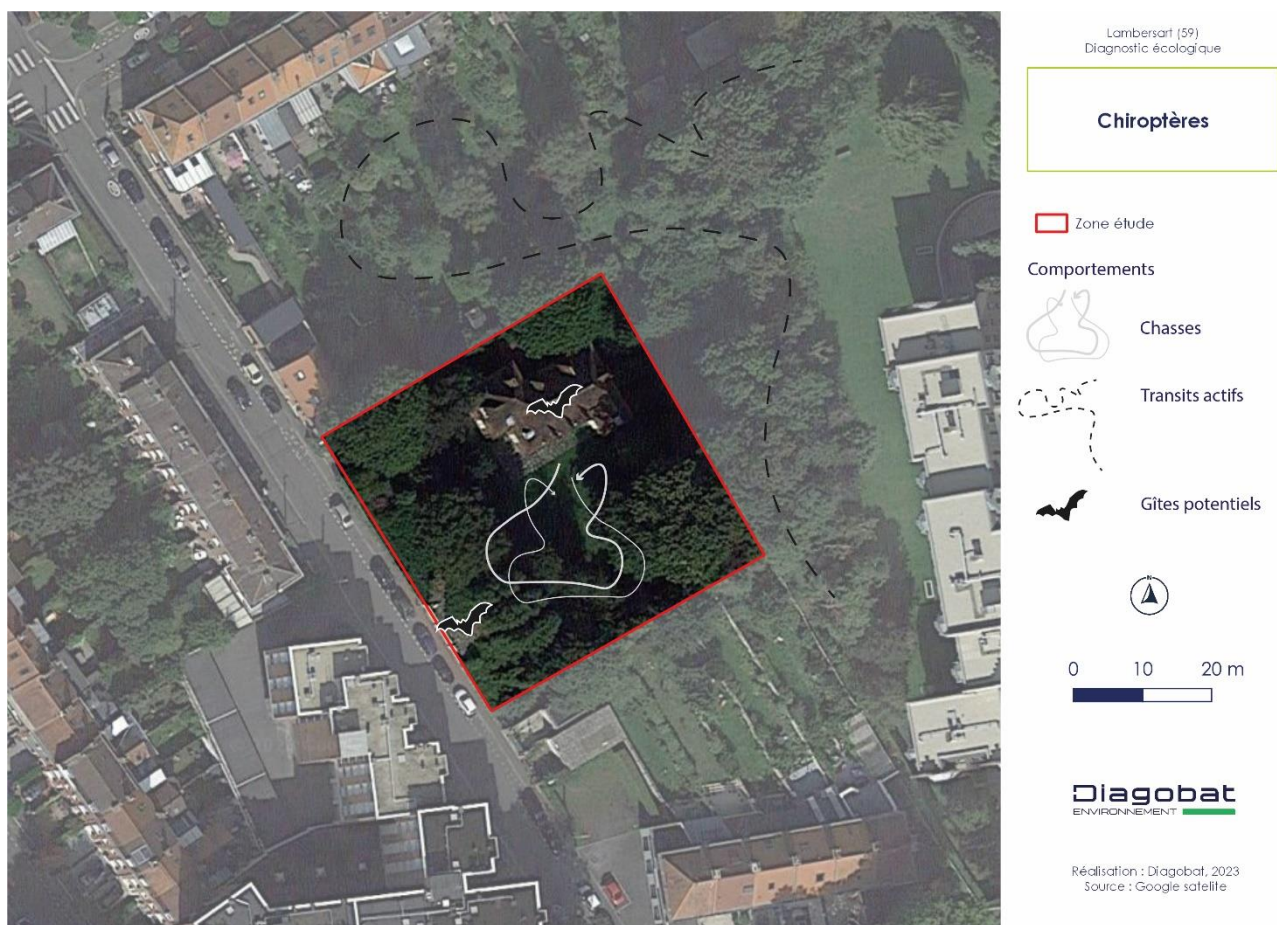 Lambersart (59)
Diagnostic écologique
Chiroptères
Zone étude
Comportements
Chasses
Transits actifs
Gîtes potentiels
N
0 10 20 m
Diagobat
ENVIRONNEMENT
Réalisation : Diagobat, 2023
Source : Google satelite